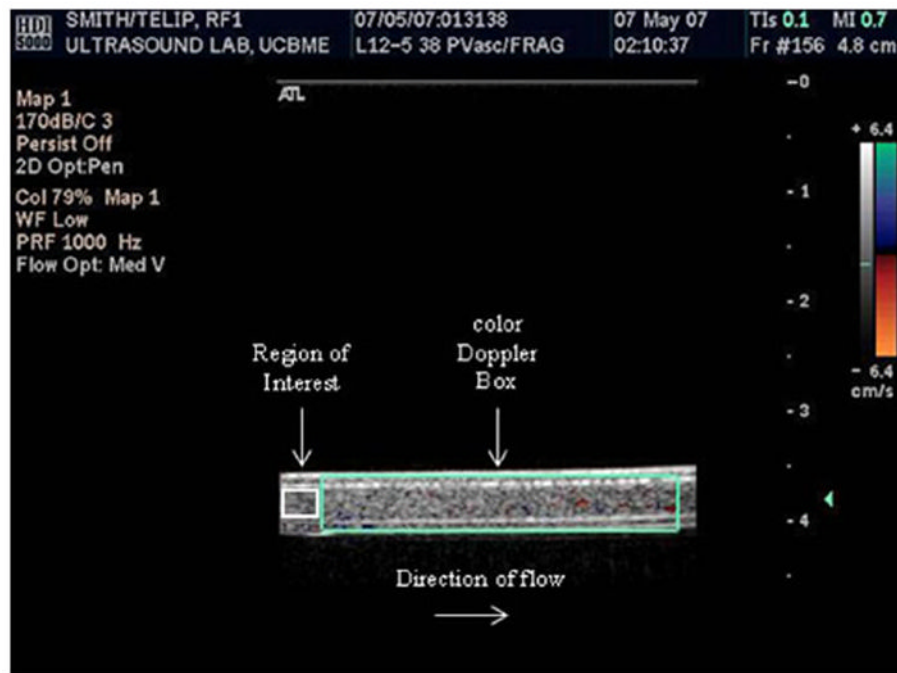 HDI 5000
SMITH/TELIP, RF1
ULTRASOUND LAB, UCBME
07/05/07:013138
L12-5 38 PVasc/FRAG
07 May 07
02:10:37
TIs 0.1 MI 0.7
Fr #156 4.8 cm
Map 1
170dB/C 3
Persist Off
2D Opt:Pen
Col 79% Map 1
WF Low
PRF 1000 Hz
Flow Opt: Med V
ATL
0
1
2
3
4
+ 6.4
- 6.4
cm/s
Region of
Interest
color
Doppler
Box
Direction of flow